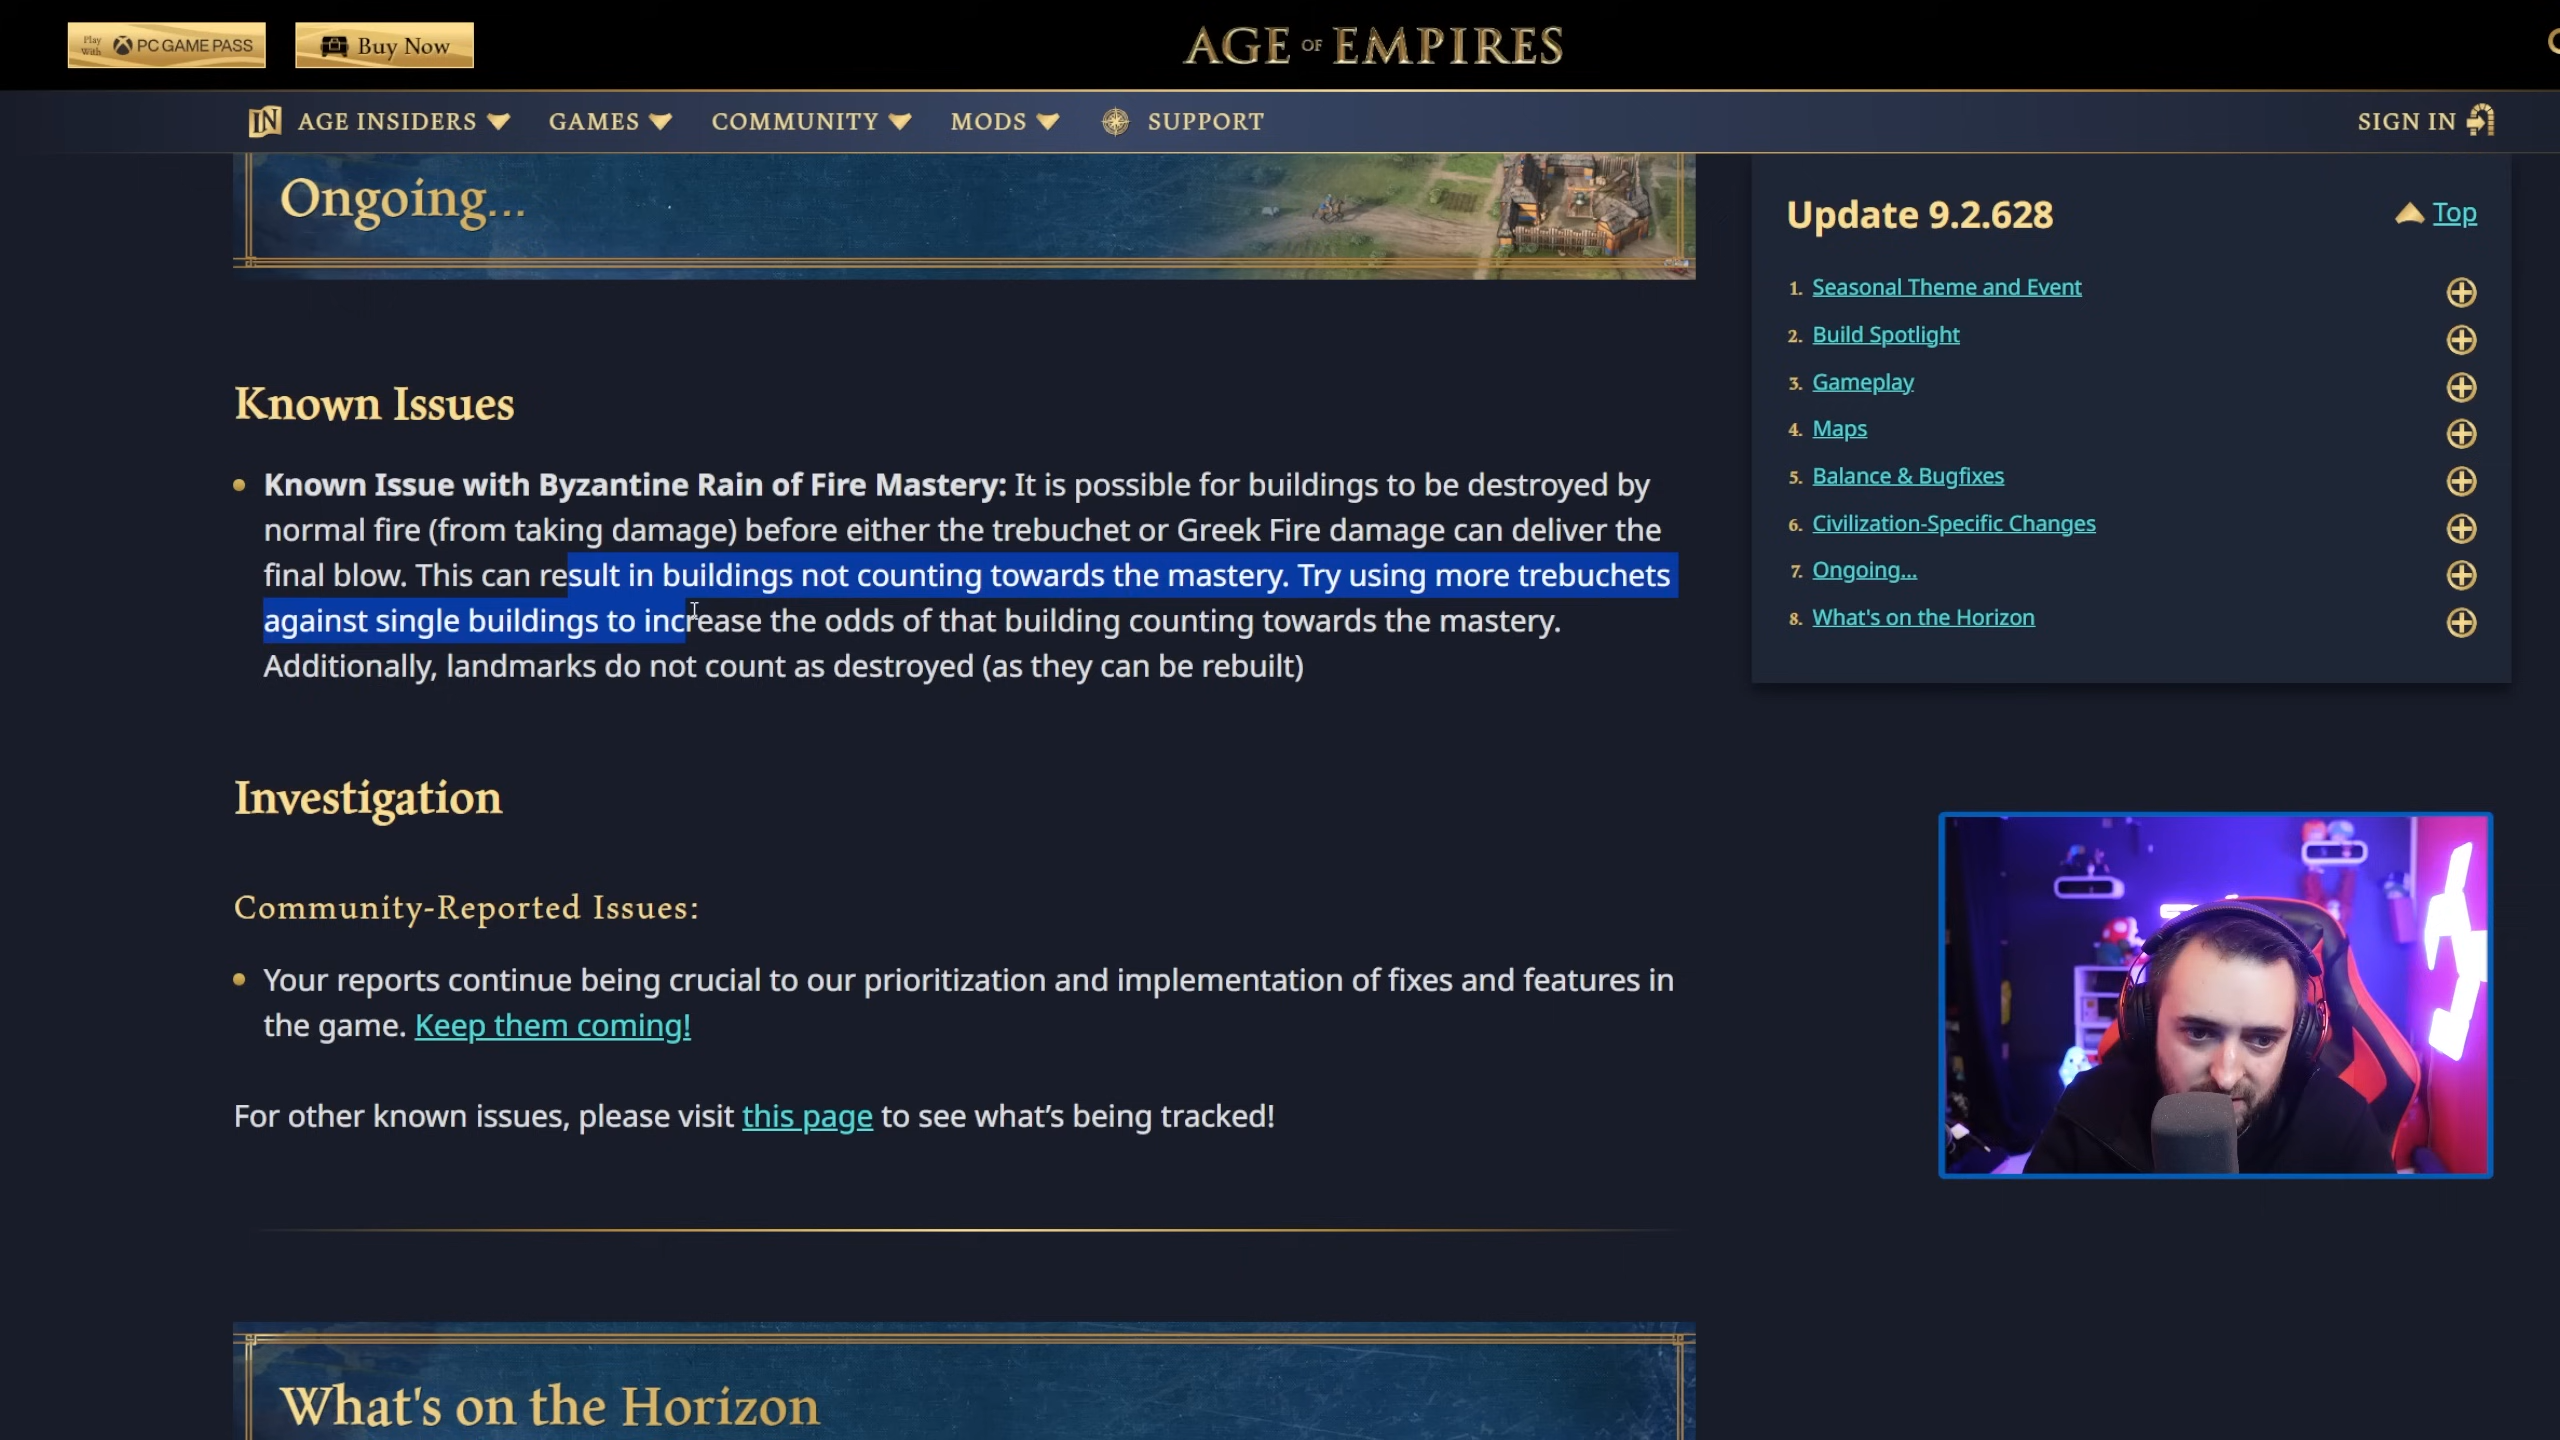 Play With PC GAME PASS
Buy Now
AGE OF EMPIRES
AGE INSIDERS GAMES COMMUNITY MODS SUPPORT
SIGN IN
Ongoing...
Known Issues
Known Issue with Byzantine Rain of Fire Mastery: It is possible for buildings to be destroyed by
normal fire (from taking damage) before either the trebuchet or Greek Fire damage can deliver the
final blow. This can result in buildings not counting towards the mastery. Try using more trebuchets
against single buildings to increase the odds of that building counting towards the mastery.
Additionally, landmarks do not count as destroyed (as they can be rebuilt)
Investigation
Community-Reported Issues:
Your reports continue being crucial to our prioritization and implementation of fixes and features in
the game. Keep them coming!
For other known issues, please visit this page to see what’s being tracked!
What's on the Horizon
Update 9.2.628
Top
1. Seasonal Theme and Event
2. Build Spotlight
3. Gameplay
4. Maps
5. Balance & Bugfixes
6. Civilization-Specific Changes
7. Ongoing...
8. What's on the Horizon